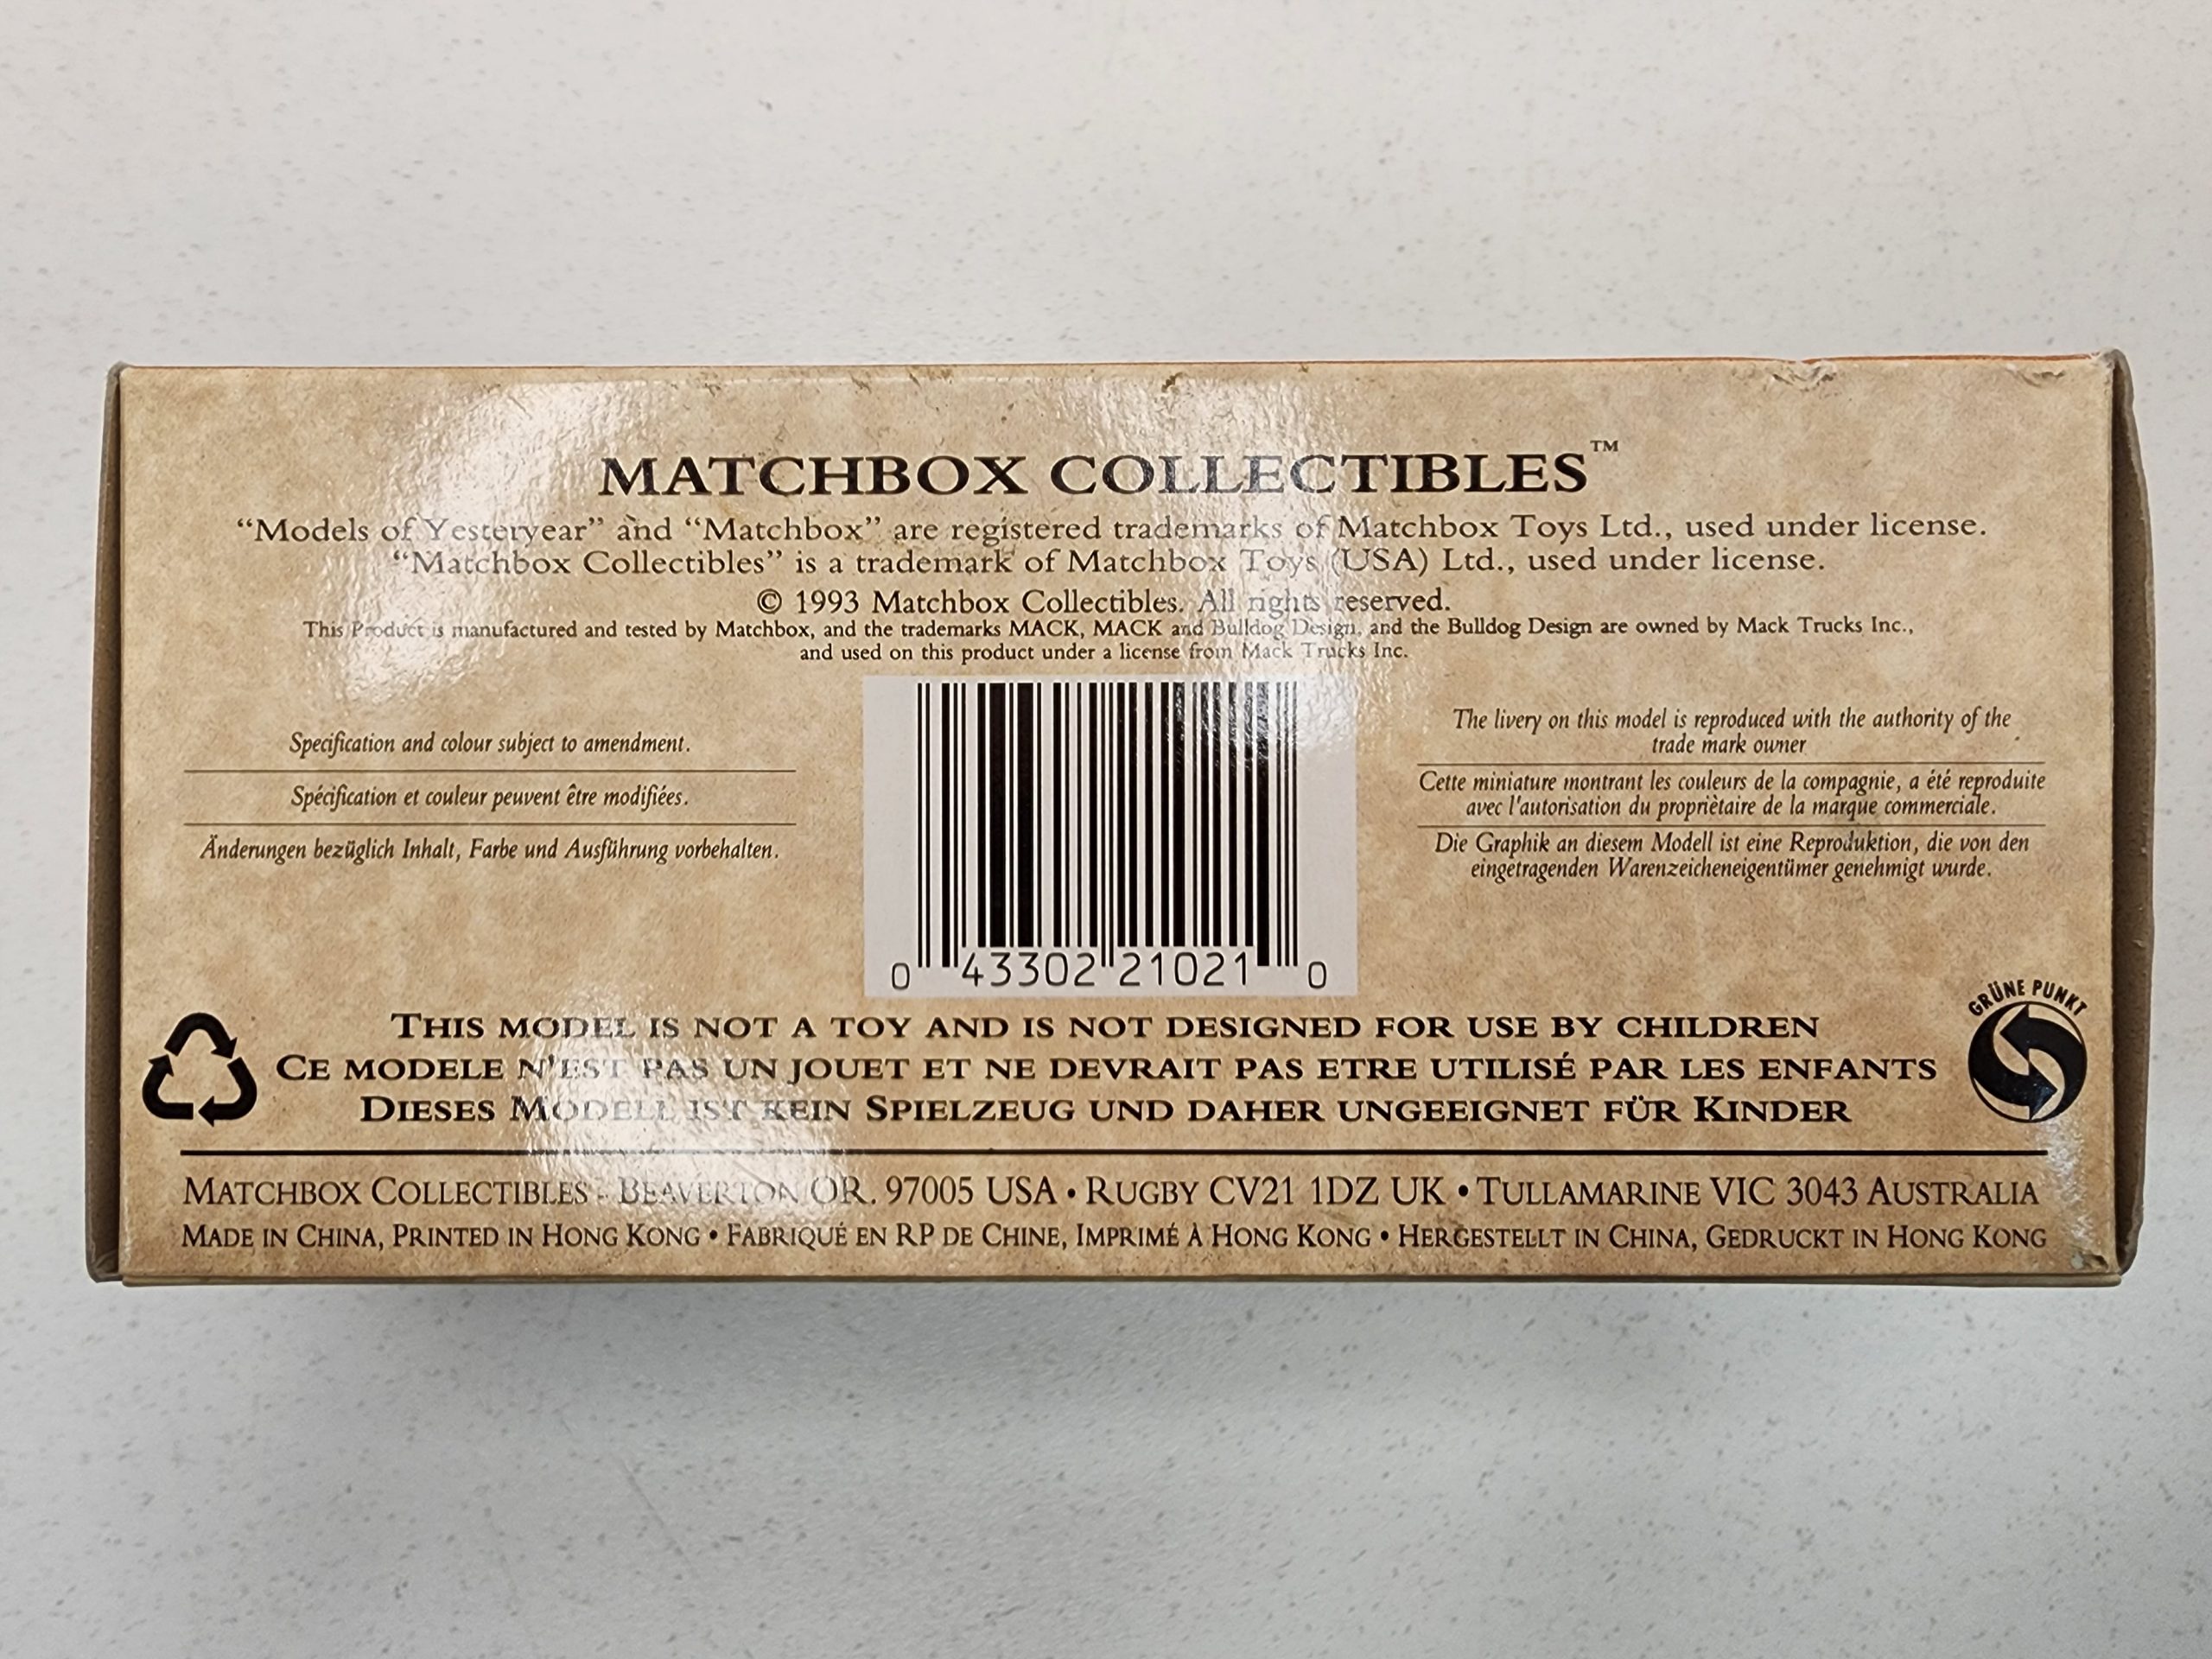 MATCHBOX COLLECTIBLES™
“Models of Yesteryear” and “Matchbox” are registered trademarks of Matchbox Toys Ltd., used under license.
“Matchbox Collectibles” is a trademark of Matchbox Toys (USA) Ltd., used under license.
© 1993 Matchbox Collectibles. All rights reserved.
This Product is manufactured and tested by Matchbox, and the trademarks MACK, MACK and Bulldog Design, and the Bulldog Design are owned by Mack Trucks Inc.,
and used on this product under a license from Mack Trucks Inc.
Specification and colour subject to amendment.
Spécification et couleur peuvent être modifiées.
Änderungen bezüglich Inhalt, Farbe und Ausführung vorbehalten.
0 43302 21021 0
The livery on this model is reproduced with the authority of the
trade mark owner
Cette miniature montrant les couleurs de la compagnie, a été reproduite
avec l'autorisation du propriètaire de la marque commerciale.
Die Graphik an diesem Modell ist eine Reproduktion, die von den
eingetragenden Warenzeicheneigentümer genehmigt wurde.
GRÜNE PUNKT
THIS MODEL IS NOT A TOY AND IS NOT DESIGNED FOR USE BY CHILDREN
CE MODELE N'EST PAS UN JOUET ET NE DEVRAIT PAS ETRE UTILISÉ PAR LES ENFANTS
DIESES MODELL IST KEIN SPIELZEUG UND DAHER UNGEEIGNET FÜR KINDER
MATCHBOX COLLECTIBLES • BEAVERTON OR. 97005 USA • RUGBY CV21 1DZ UK • TULLAMARINE VIC 3043 AUSTRALIA
MADE IN CHINA, PRINTED IN HONG KONG • FABRIQUÉ EN RP DE CHINE, IMPRIMÉ À HONG KONG • HERGESTELLT IN CHINA, GEDRUCKT IN HONG KONG